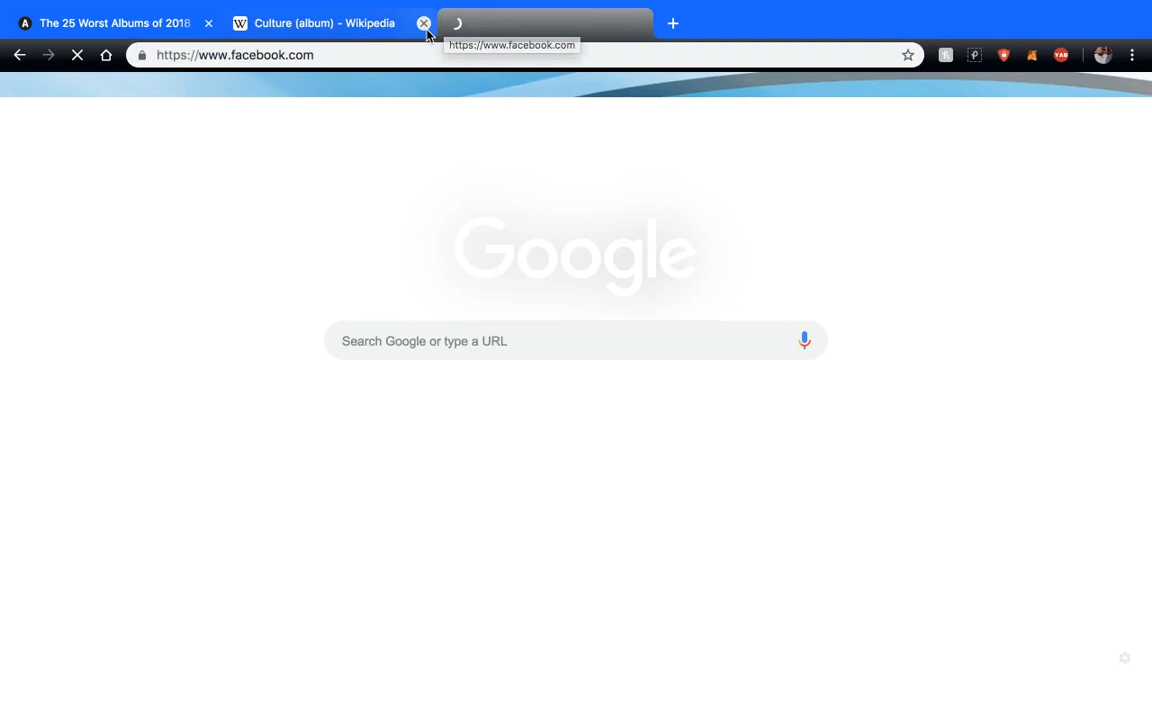 A The 25 Worst Albums of 2018
W Culture (album) - Wikipedia
https://www.facebook.com
https://www.facebook.com
YAB
Google
Search Google or type a URL